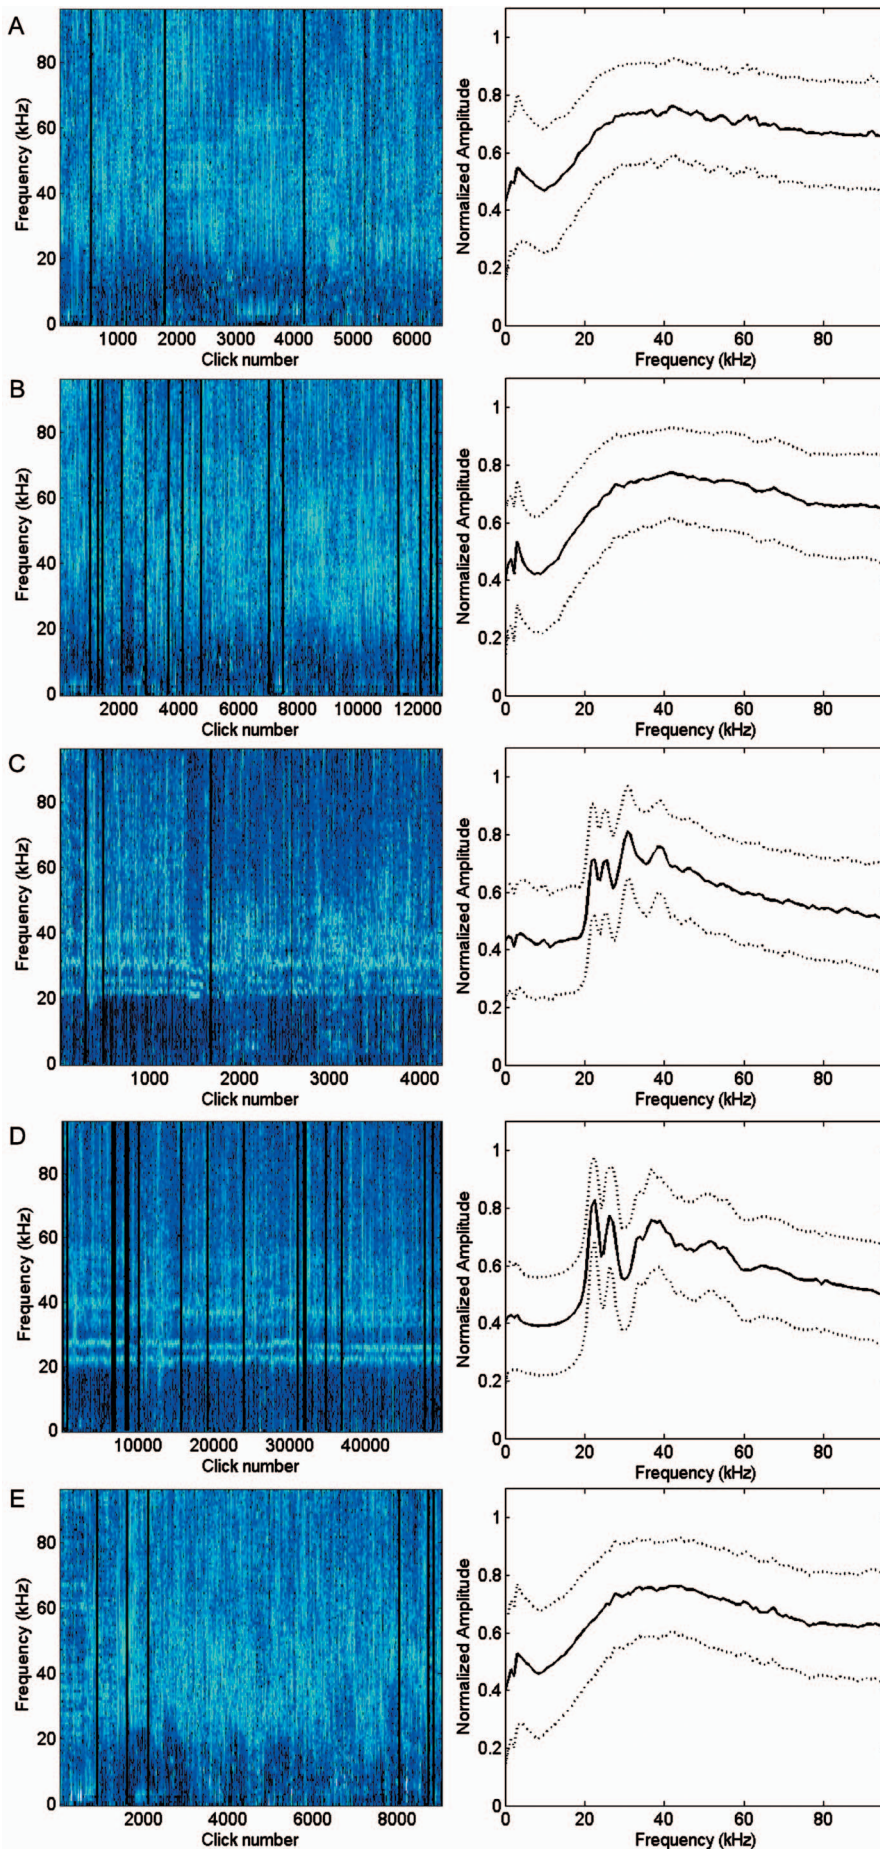 A
Frequency (kHz)
80
60
40
20
0
1000 2000 3000 4000 5000 6000
Click number
Normalized Amplitude
1
0.8
0.6
0.4
0.2
0
0 20 40 60 80
Frequency (kHz)
B
Frequency (kHz)
80
60
40
20
0
2000 4000 6000 8000 10000 12000
Click number
Normalized Amplitude
1
0.8
0.6
0.4
0.2
0
0 20 40 60 80
Frequency (kHz)
C
Frequency (kHz)
80
60
40
20
0
1000 2000 3000 4000
Click number
Normalized Amplitude
1
0.8
0.6
0.4
0.2
0
0 20 40 60 80
Frequency (kHz)
D
Frequency (kHz)
80
60
40
20
0
10000 20000 30000 40000
Click number
Normalized Amplitude
1
0.8
0.6
0.4
0.2
0
0 20 40 60 80
Frequency (kHz)
E
Frequency (kHz)
80
60
40
20
0
2000 4000 6000 8000
Click number
Normalized Amplitude
1
0.8
0.6
0.4
0.2
0
0 20 40 60 80
Frequency (kHz)